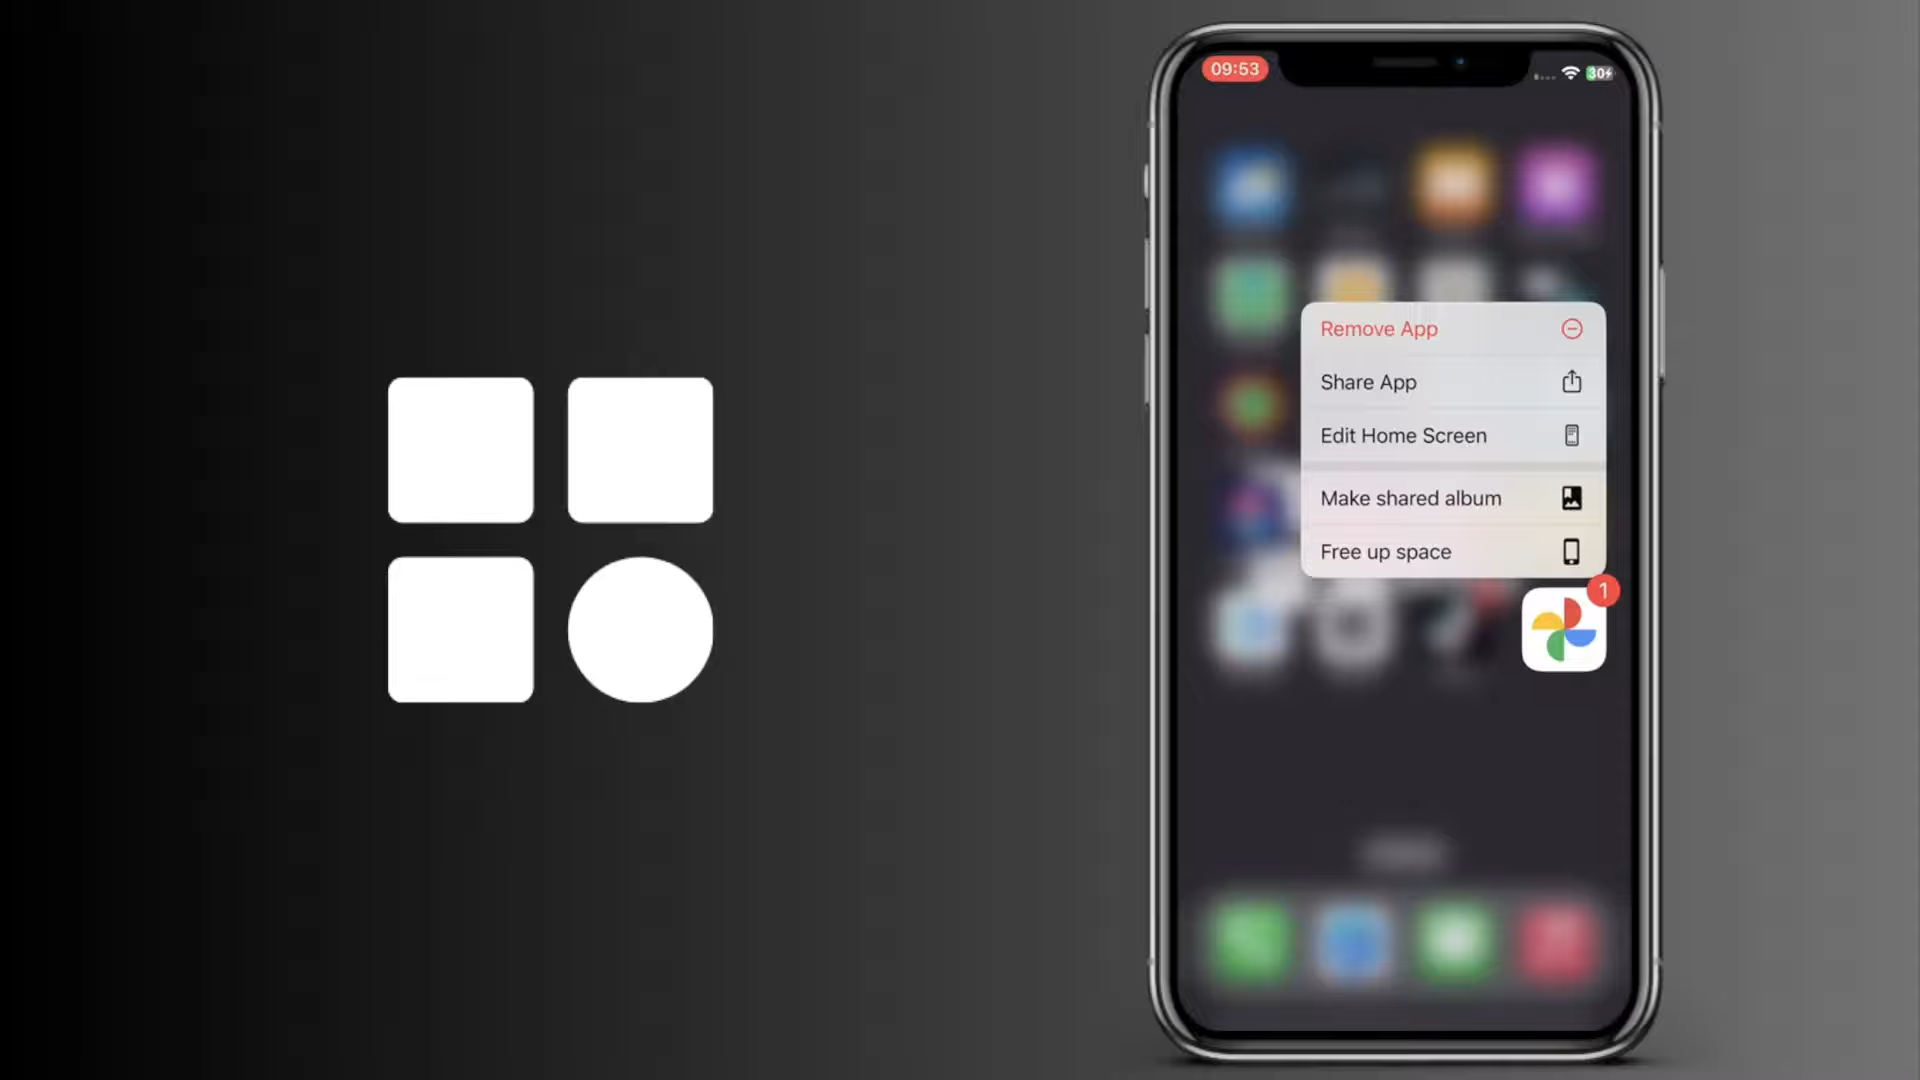 09:53
30
Remove App
Share App
Edit Home Screen
Make shared album
Free up space
1